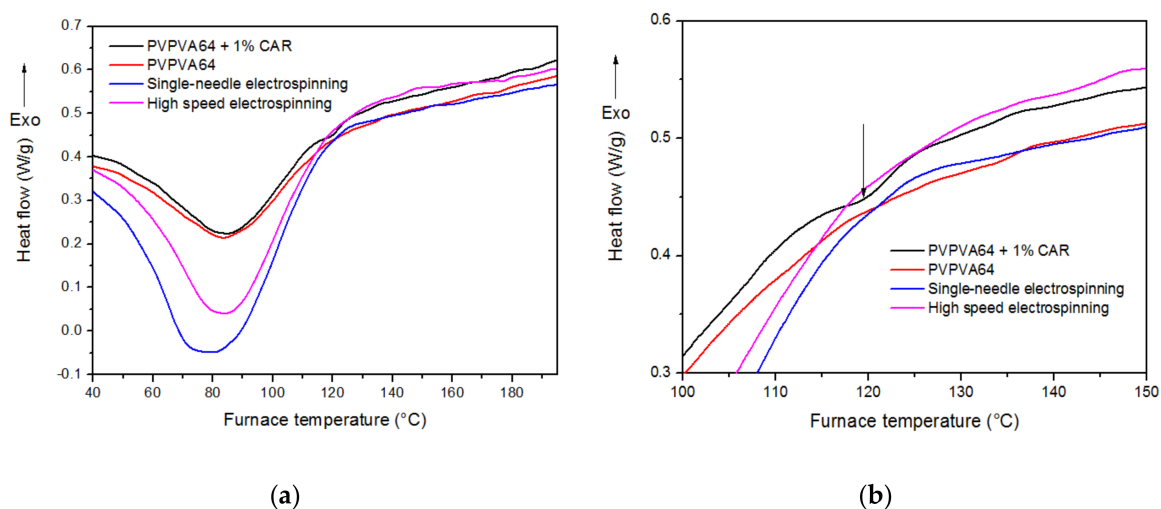 0.7
0.6
0.5
0.4
0.3
0.2
0.1
0.0
-0.1
Exo
Heat flow (W/g)
PVPVA64 + 1% CAR
PVPVA64
Single-needle electrospinning
High speed electrospinning
40 60 80 100 120 140 160 180
Furnace temperature (°C)
(a)
0.6
0.5
0.4
0.3
Exo
Heat flow (W/g)
PVPVA64 + 1% CAR
PVPVA64
Single-needle electrospinning
High speed electrospinning
100 110 120 130 140 150
Furnace temperature (°C)
(b)